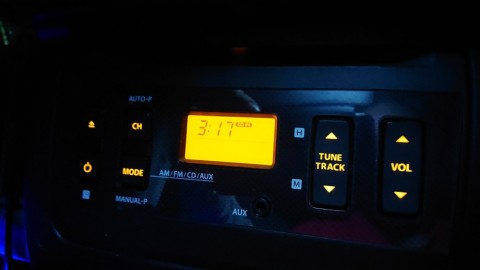 AUTO-P
CH
MODE
AM/FM/CD/AUX
MANUAL-P
3:17
AUX
H
M
TUNE
TRACK
VOL